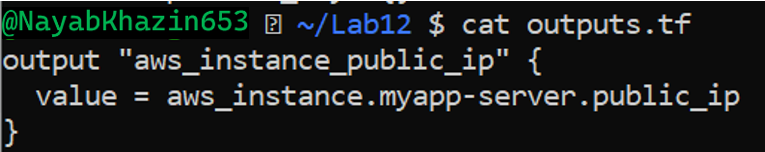 @NayabKhazin653 ~/Lab12 $ cat outputs.tf
output "aws_instance_public_ip" {
  value = aws_instance.myapp-server.public_ip
}